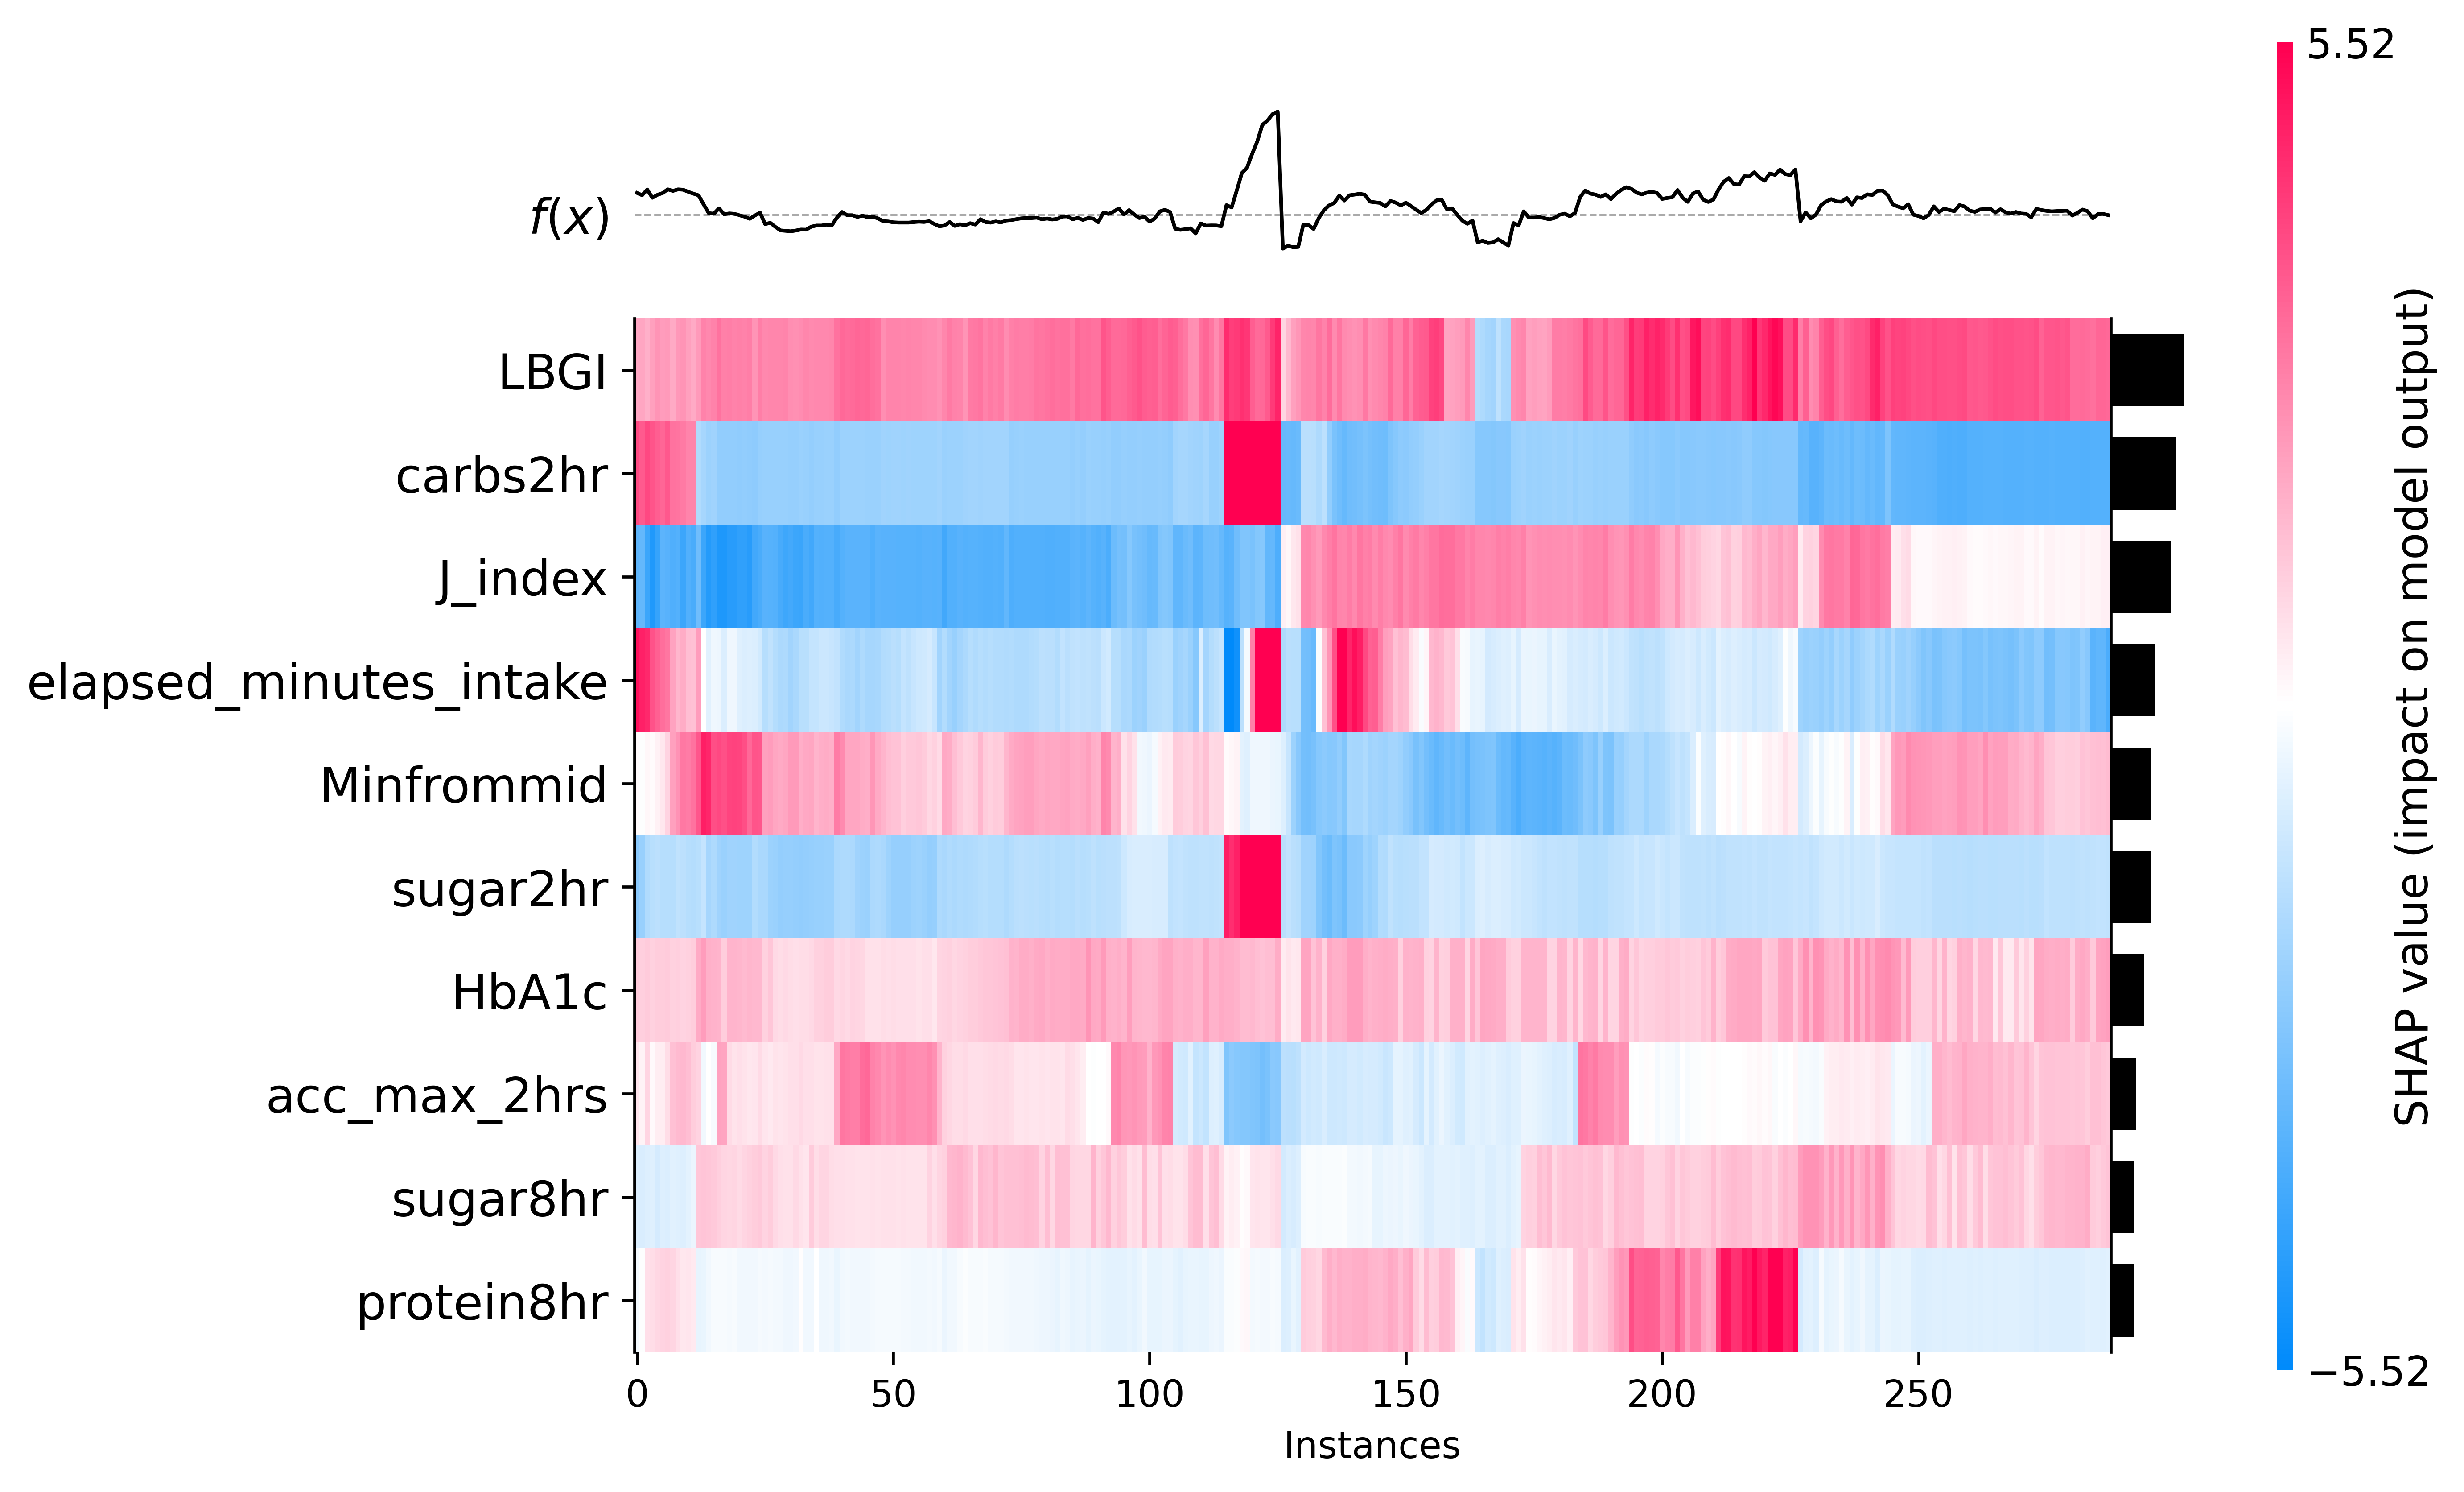 5.52
f(x)
LBGI
carbs2hr
J_index
elapsed_minutes_intake
Minfrommid
sugar2hr
HbA1c
acc_max_2hrs
sugar8hr
protein8hr
0 50 100 150 200 250
Instances
SHAP value (impact on model output)
−5.52